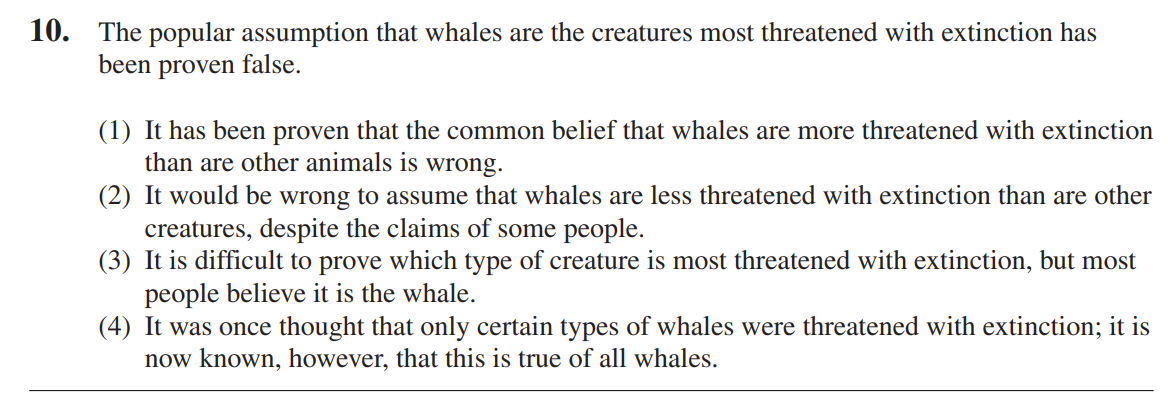 10. The popular assumption that whales are the creatures most threatened with extinction has
been proven false.
(1) It has been proven that the common belief that whales are more threatened with extinction
than are other animals is wrong.
(2) It would be wrong to assume that whales are less threatened with extinction than are other
creatures, despite the claims of some people.
(3) It is difficult to prove which type of creature is most threatened with extinction, but most
people believe it is the whale.
(4) It was once thought that only certain types of whales were threatened with extinction; it is
now known, however, that this is true of all whales.